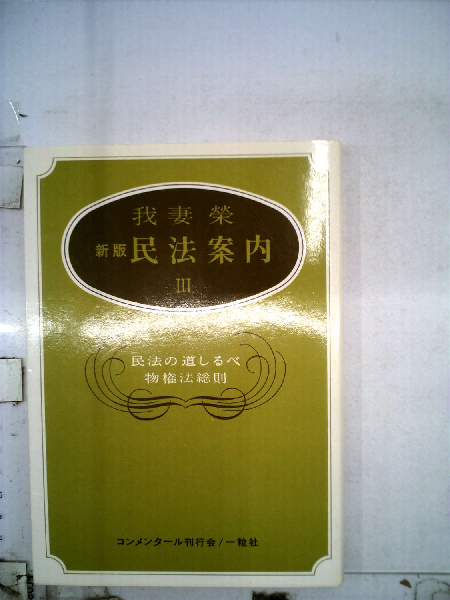 我妻榮
新版 民法案内
III
民法の道しるべ
物権法総則
コンメンタール刊行会/一粒社